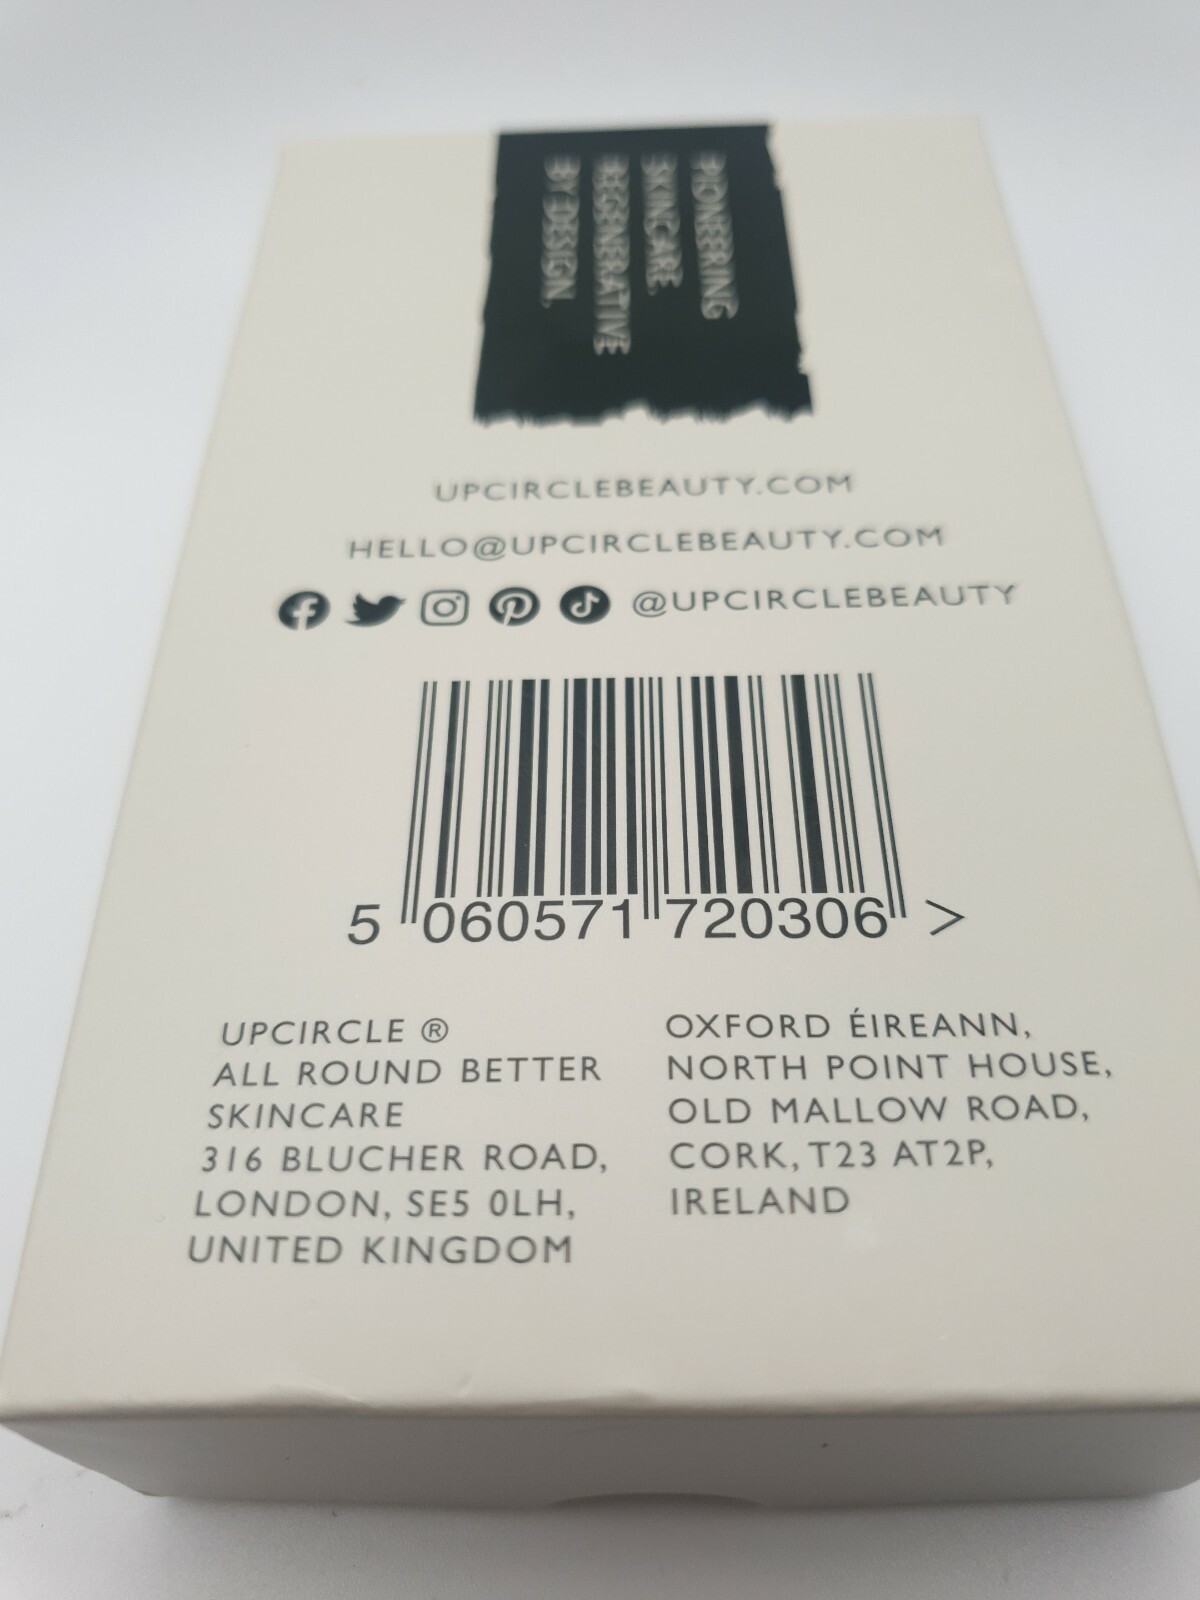 PIONEERING
SKINCARE.
REGENERATIVE
BY DESIGN.
UPCIRCLEBEAUTY.COM
HELLO@UPCIRCLEBEAUTY.COM
@UPCIRCLEBEAUTY
5 060571 720306 >
UPCIRCLE ®
ALL ROUND BETTER
SKINCARE
316 BLUCHER ROAD,
LONDON, SE5 0LH,
UNITED KINGDOM
OXFORD ÉIREANN,
NORTH POINT HOUSE,
OLD MALLOW ROAD,
CORK, T23 AT2P,
IRELAND